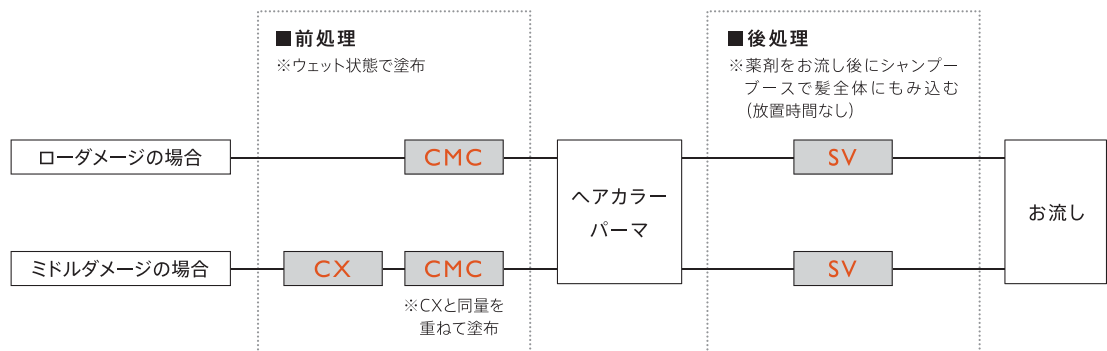 ■前処理
※ウェット状態で塗布
■後処理
※薬剤をお流し後にシャンプー
ブースで髪全体にもみ込む
（放置時間なし）
ローダメージの場合
CMC
ヘアカラー
パーマ
SV
お流し
ミドルダメージの場合
CX
CMC
SV
※CXと同量を
重ねて塗布